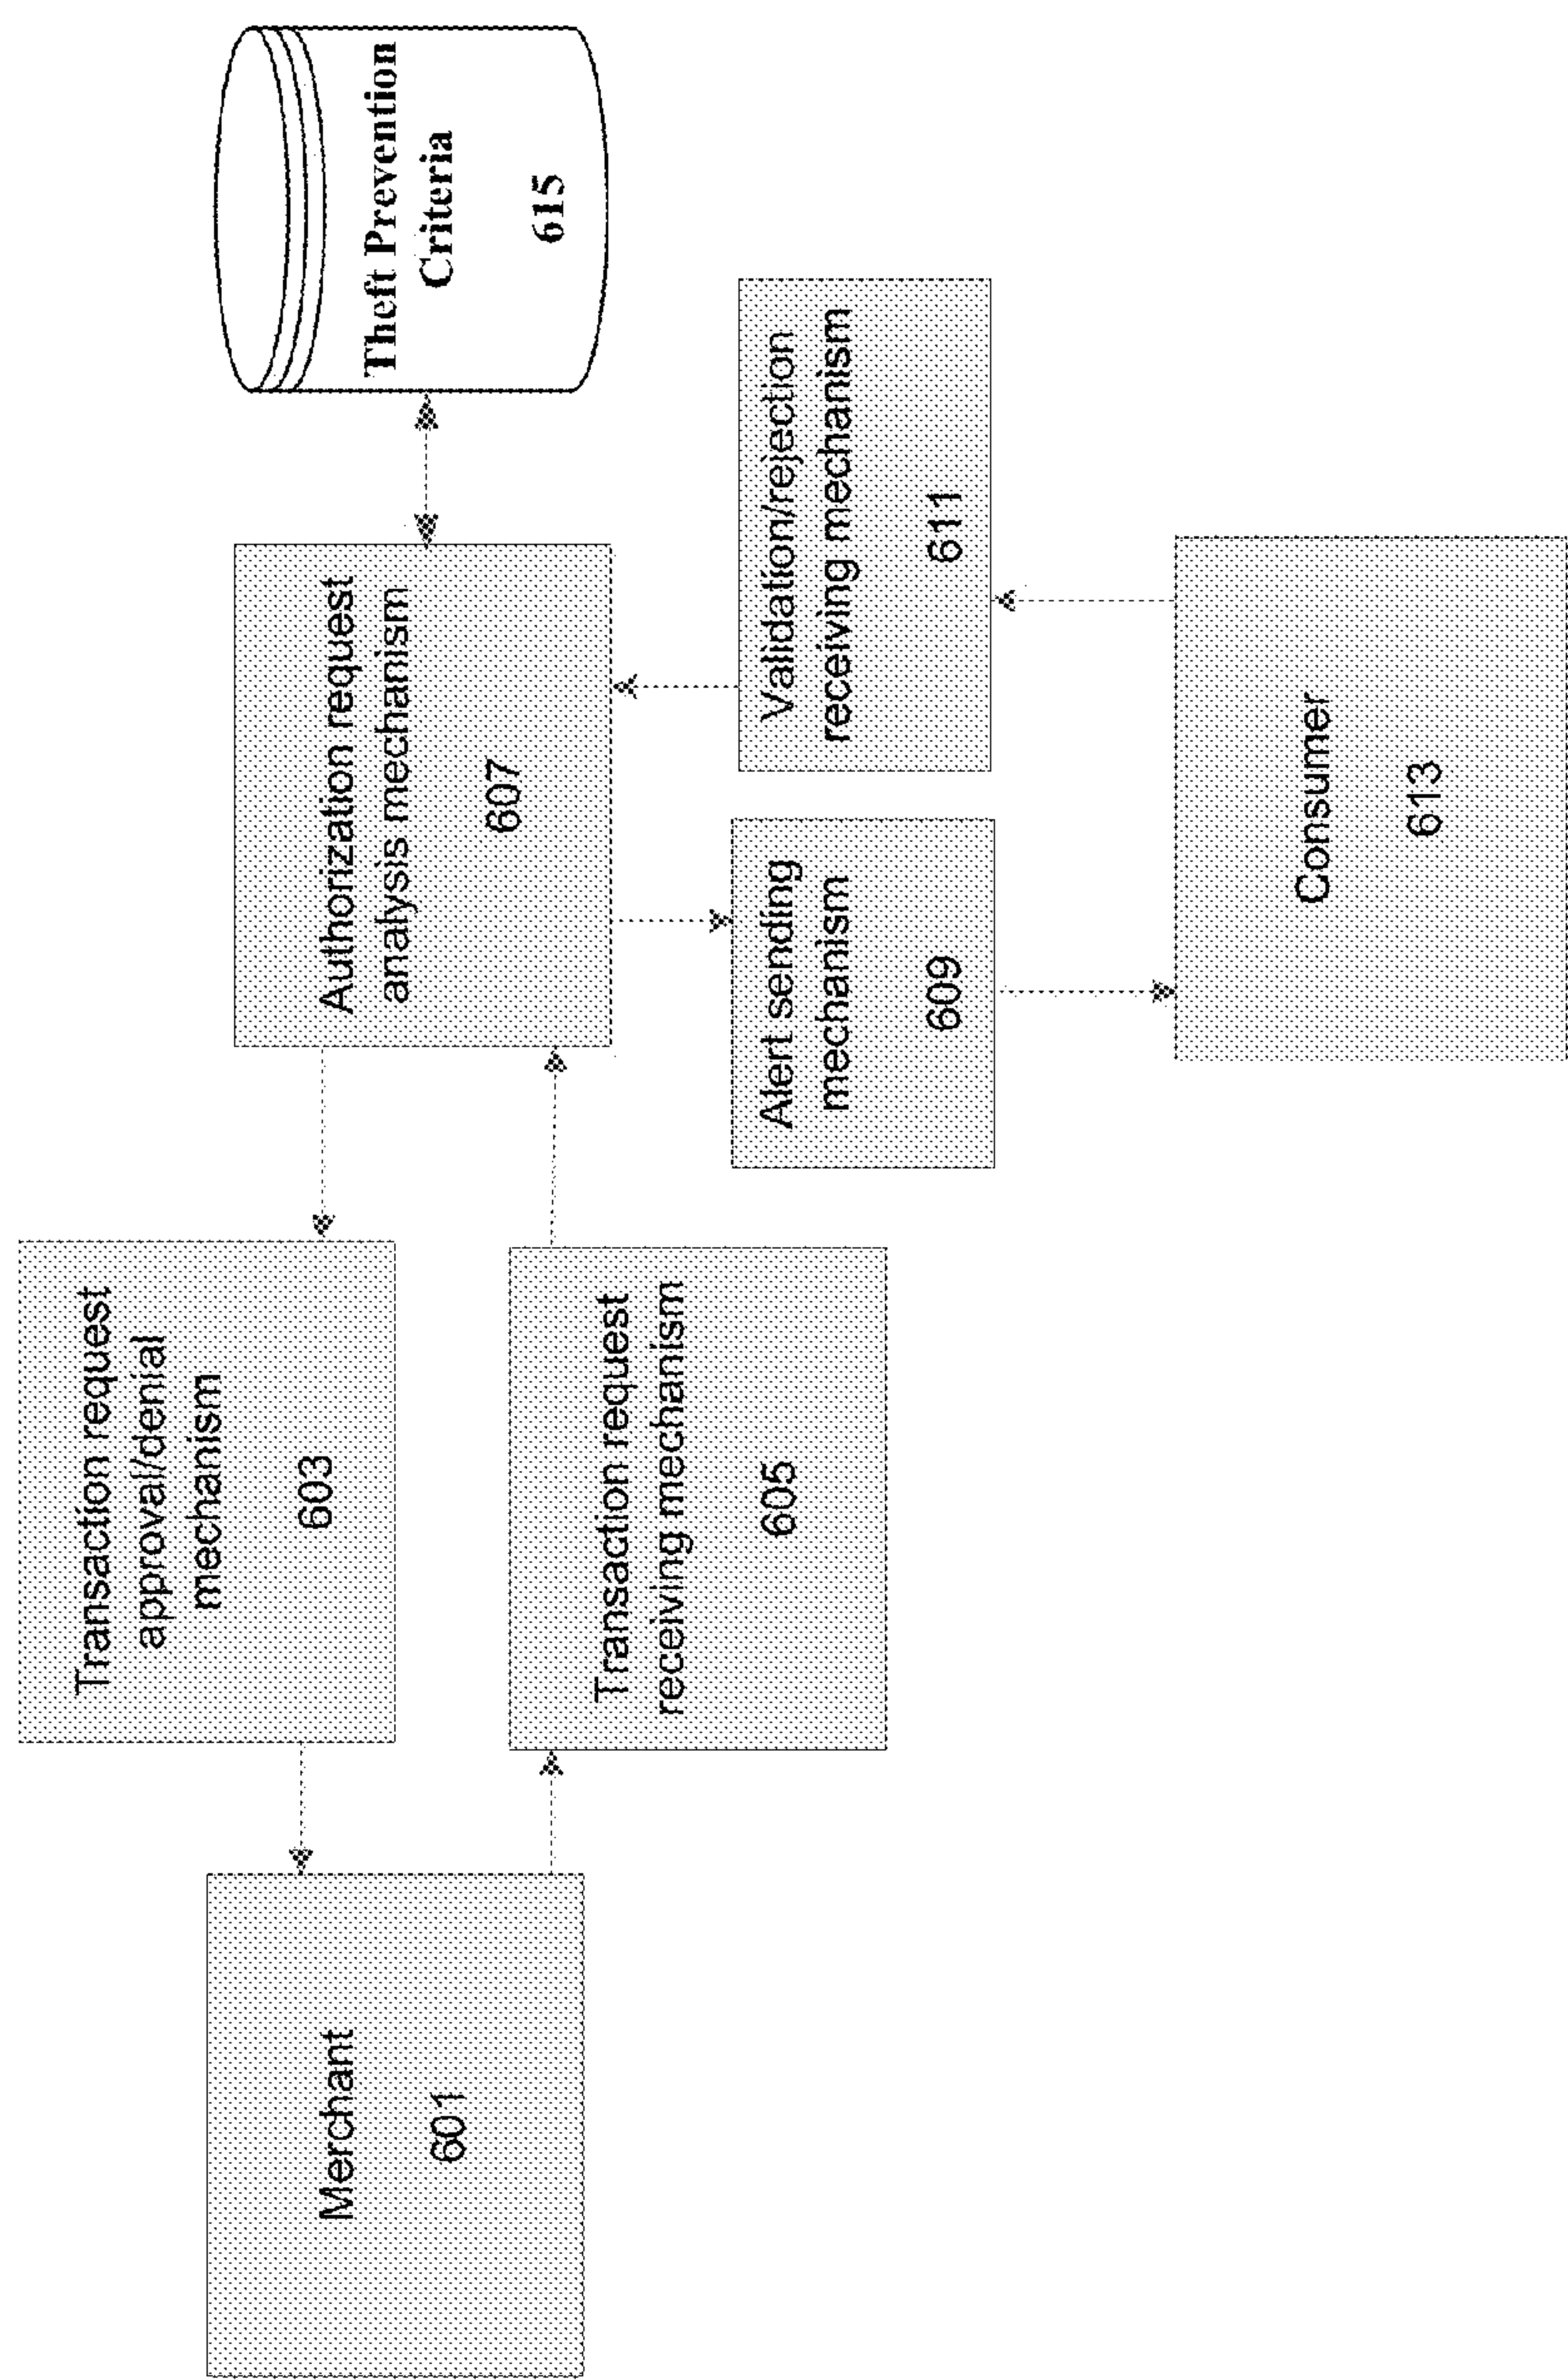 Merchant
601
Transaction request
approval/denial
mechanism
603
Transaction request
receiving mechanism
605
Authorization request
analysis mechanism
607
Theft Prevention
Criteria
615
Alert sending
mechanism
609
Validation/rejection
receiving mechanism
611
Consumer
613